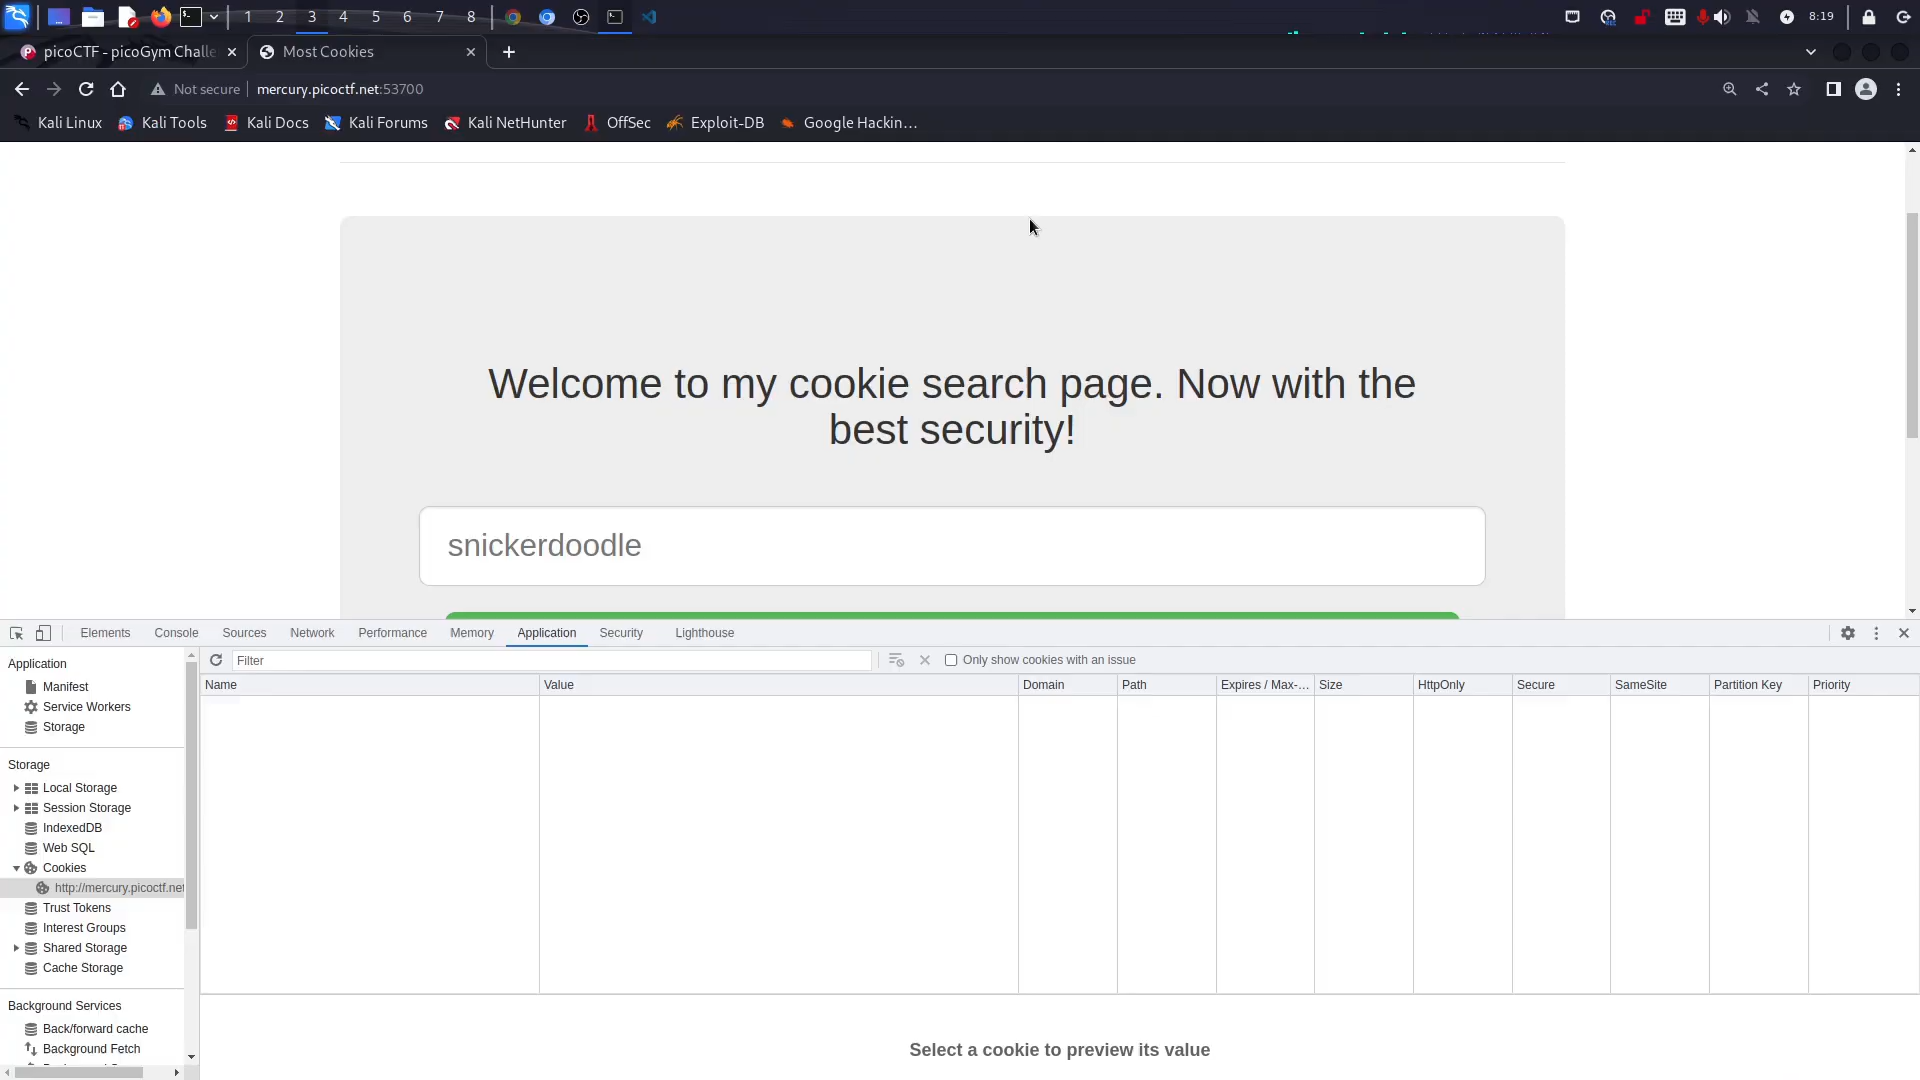 1 2 3 4 5 6 7 8 8:19
picoCTF - picoGym Challe Most Cookies
Not secure mercury.picoctf.net:53700
Kali Linux Kali Tools Kali Docs Kali Forums Kali NetHunter OffSec Exploit-DB Google Hackin…
Welcome to my cookie search page. Now with the
best security!
snickerdoodle
Elements Console Sources Network Performance Memory Application Security Lighthouse
Application
Filter
Only show cookies with an issue
Name Value Domain Path Expires / Max-... Size HttpOnly Secure SameSite Partition Key Priority
Manifest
Service Workers
Storage
Storage
Local Storage
Session Storage
IndexedDB
Web SQL
Cookies
http://mercury.picoctf.net
Trust Tokens
Interest Groups
Shared Storage
Cache Storage
Background Services
Back/forward cache
Background Fetch
Select a cookie to preview its value